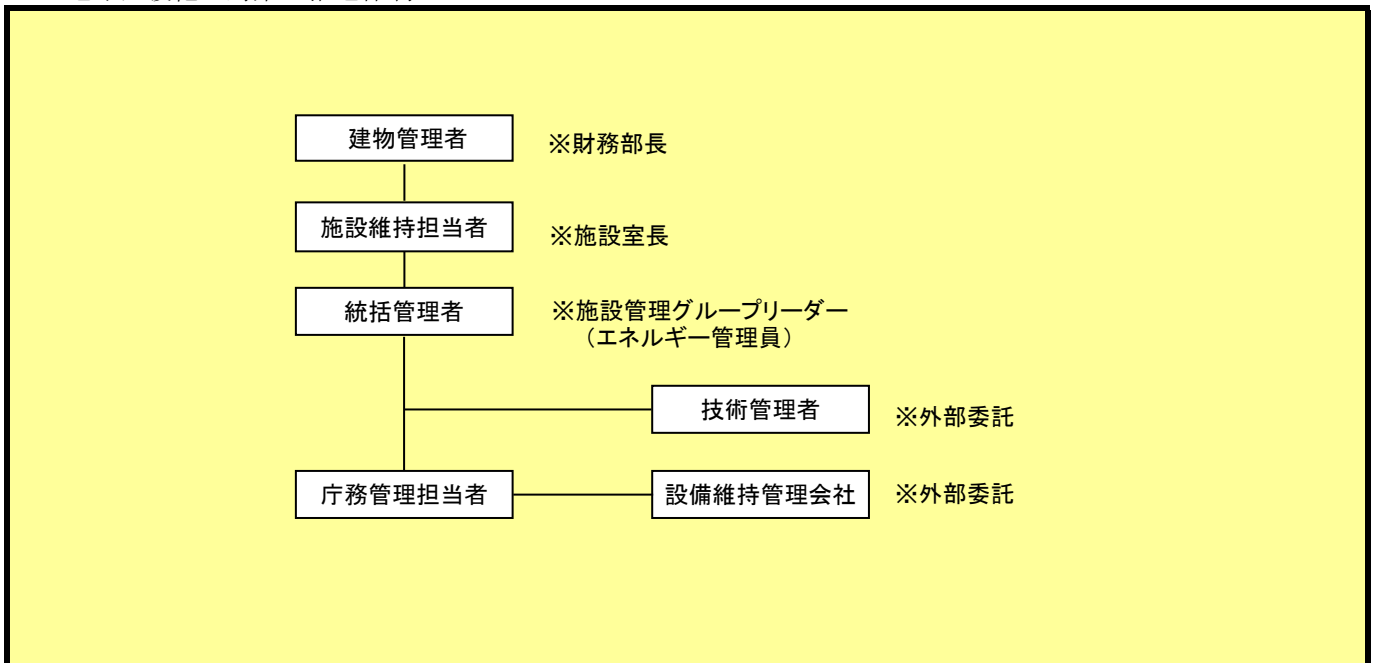 建物管理者 ※財務部長
施設維持担当者 ※施設室長
統括管理者 ※施設管理グループリーダー
（エネルギー管理員）
技術管理者 ※外部委託
庁務管理担当者 設備維持管理会社 ※外部委託